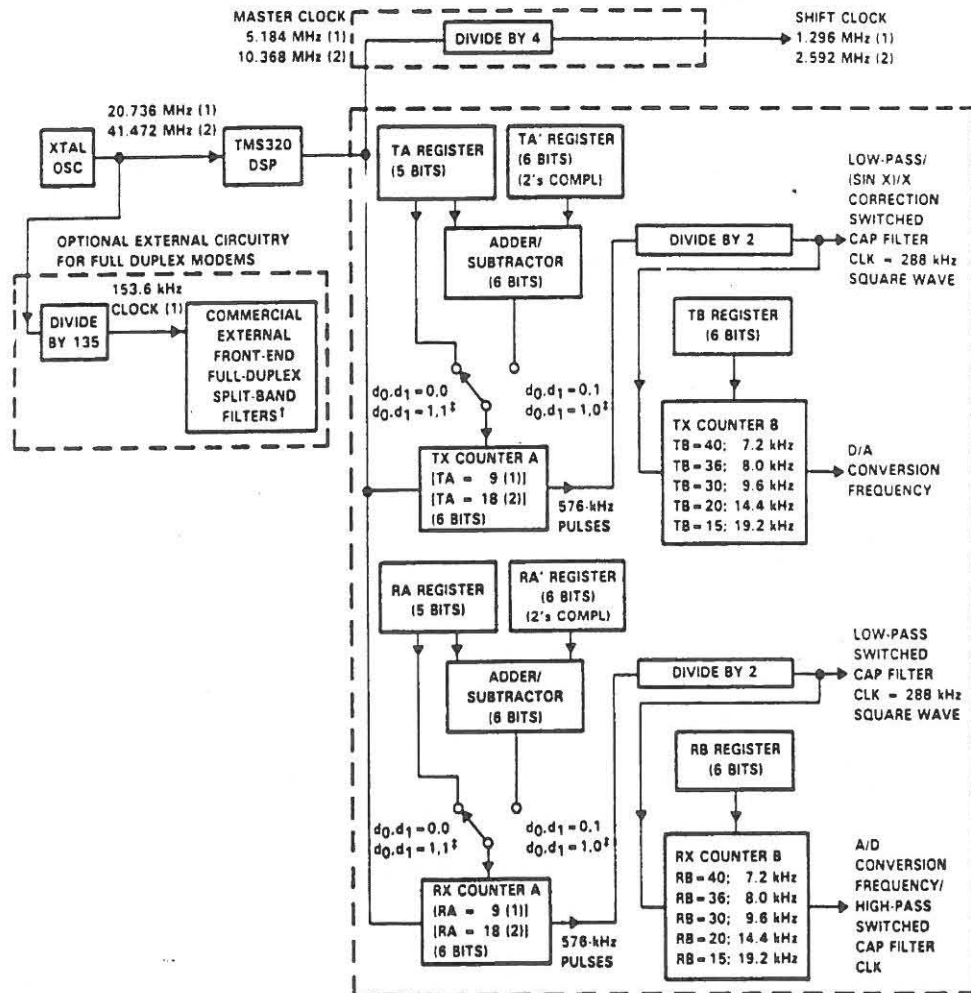 MASTER CLOCK
5.184 MHz (1)
10.368 MHz (2)
DIVIDE BY 4
SHIFT CLOCK
1.296 MHz (1)
2.592 MHz (2)
20.736 MHz (1)
41.472 MHz (2)
XTAL
OSC
TMS320
DSP
TA REGISTER
(5 BITS)
TA' REGISTER
(6 BITS)
(2's COMPL)
LOW-PASS/
(SIN X)/X
CORRECTION
SWITCHED
CAP FILTER
CLK = 288 kHz
SQUARE WAVE
ADDER/
SUBTRACTOR
(6 BITS)
DIVIDE BY 2
OPTIONAL EXTERNAL CIRCUITRY
FOR FULL DUPLEX MODEMS
153.6 kHz
CLOCK (1)
DIVIDE
BY 135
COMMERCIAL
EXTERNAL
FRONT-END
FULL-DUPLEX
SPLIT-BAND
FILTERS†
TB REGISTER
(6 BITS)
d0.d1=0,0
d0.d1=1,1‡
d0.d1=0,1
d0.d1=1,0‡
TX COUNTER A
[TA = 9 (1)]
[TA = 18 (2)]
(6 BITS)
576-kHz
PULSES
TX COUNTER B
TB=40; 7.2 kHz
TB=36; 8.0 kHz
TB=30; 9.6 kHz
TB=20; 14.4 kHz
TB=15; 19.2 kHz
D/A
CONVERSION
FREQUENCY
RA REGISTER
(5 BITS)
RA' REGISTER
(6 BITS)
(2's COMPL)
LOW-PASS
SWITCHED
CAP FILTER
CLK = 288 kHz
SQUARE WAVE
ADDER/
SUBTRACTOR
(6 BITS)
DIVIDE BY 2
RB REGISTER
(6 BITS)
d0.d1=0,0
d0.d1=1,1‡
d0.d1=0,1
d0.d1=1,0‡
RX COUNTER A
[RA = 9 (1)]
[RA = 18 (2)]
(6 BITS)
576-kHz
PULSES
RX COUNTER B
RB=40; 7.2 kHz
RB=36; 8.0 kHz
RB=30; 9.6 kHz
RB=20; 14.4 kHz
RB=15; 19.2 kHz
A/D
CONVERSION
FREQUENCY/
HIGH-PASS
SWITCHED
CAP FILTER
CLK